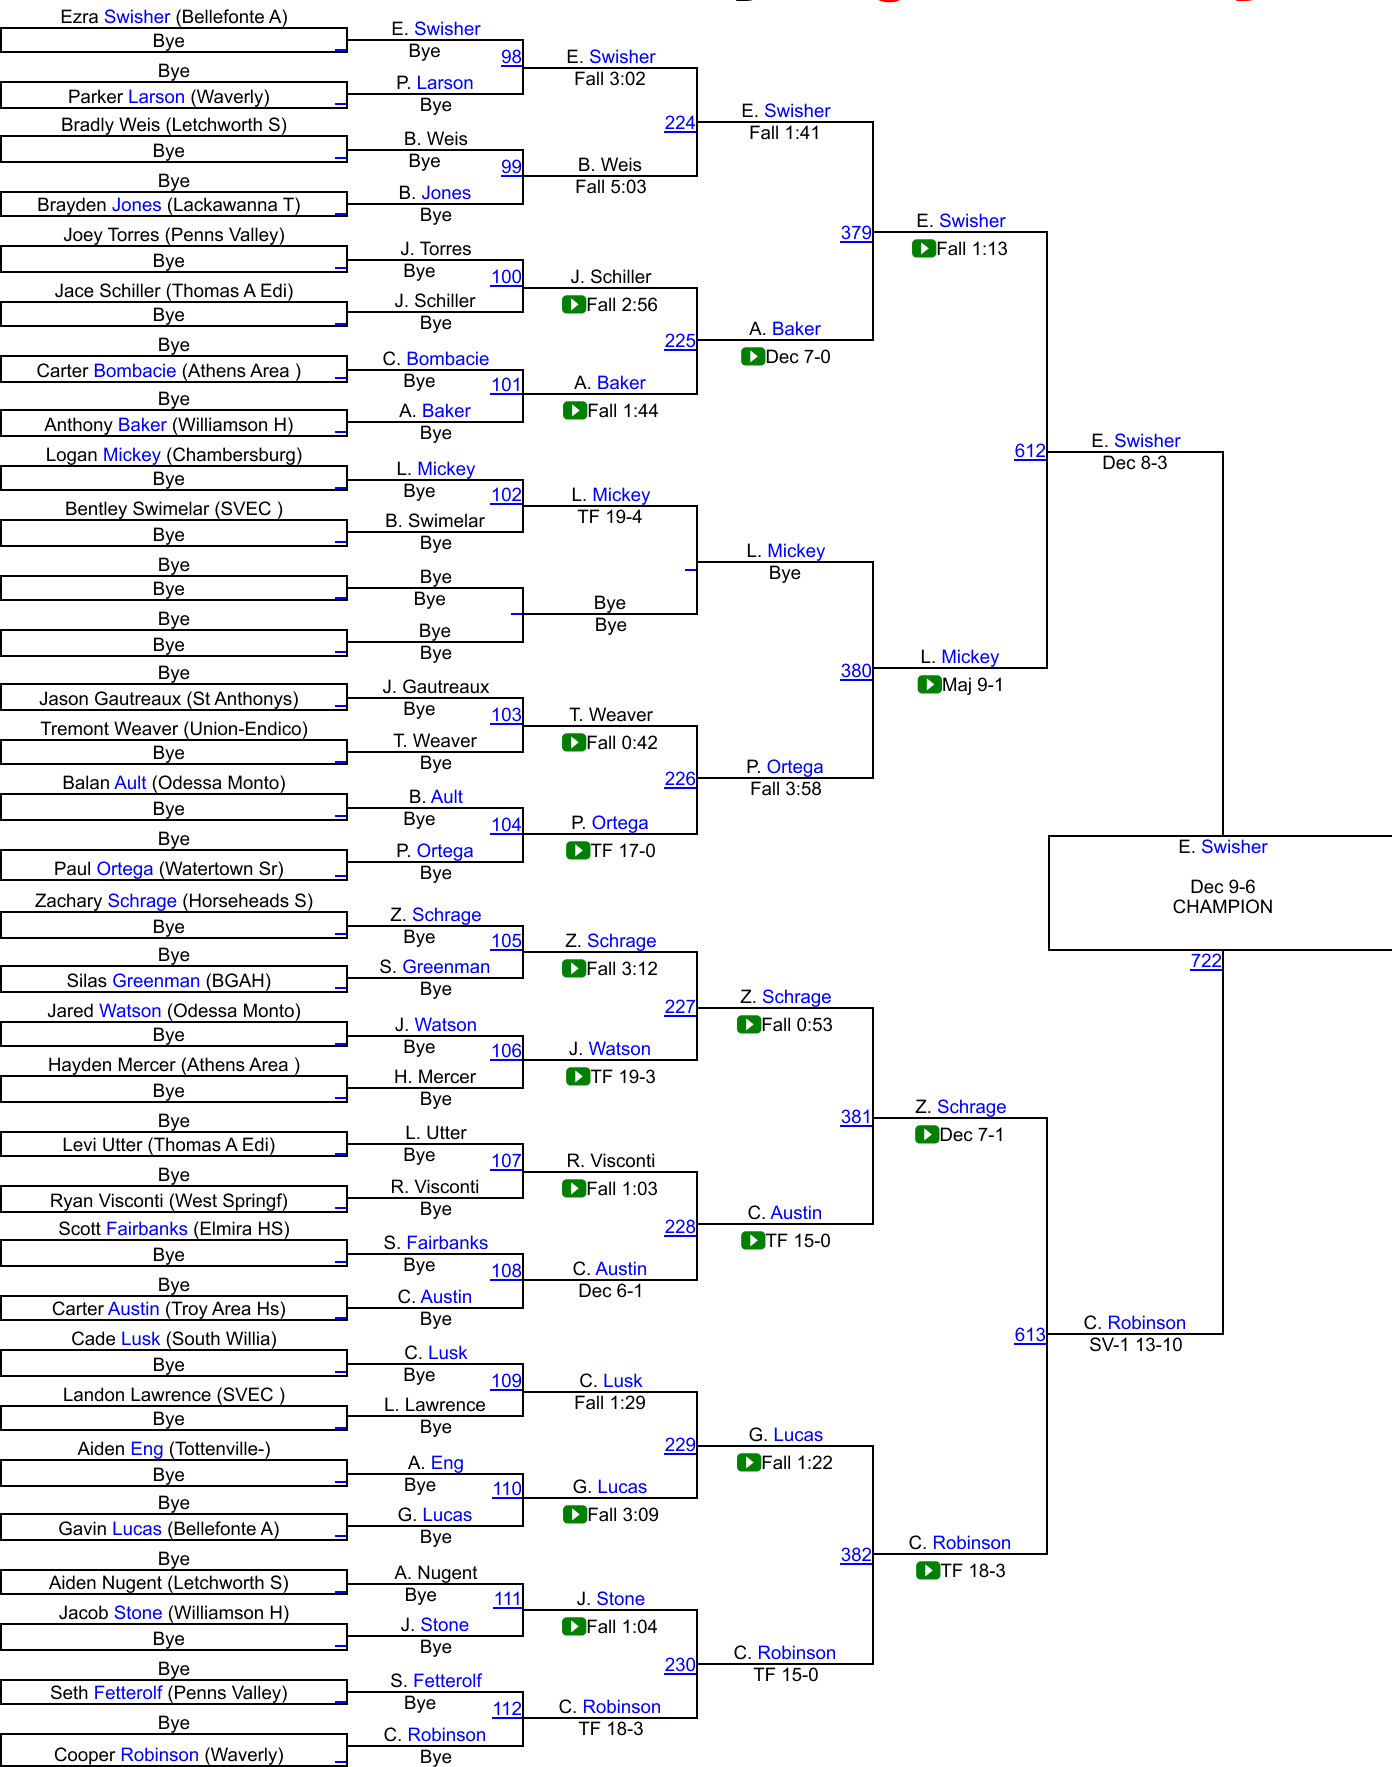 Ezra Swisher (Bellefonte A)
Bye
Bye
Parker Larson (Waverly)
Bradly Weis (Letchworth S)
Bye
Bye
Brayden Jones (Lackawanna T)
Joey Torres (Penns Valley)
Bye
Jace Schiller (Thomas A Edi)
Bye
Bye
Carter Bombacie (Athens Area )
Bye
Anthony Baker (Williamson H)
Logan Mickey (Chambersburg)
Bye
Bentley Swimelar (SVEC )
Bye
Bye
Bye
Bye
Bye
Bye
Jason Gautreaux (St Anthonys)
Tremont Weaver (Union-Endico)
Bye
Balan Ault (Odessa Monto)
Bye
Bye
Paul Ortega (Watertown Sr)
Zachary Schrage (Horseheads S)
Bye
Bye
Silas Greenman (BGAH)
Jared Watson (Odessa Monto)
Bye
Hayden Mercer (Athens Area )
Bye
Bye
Levi Utter (Thomas A Edi)
Bye
Ryan Visconti (West Springf)
Scott Fairbanks (Elmira HS)
Bye
Bye
Carter Austin (Troy Area Hs)
Cade Lusk (South Willia)
Bye
Landon Lawrence (SVEC )
Bye
Aiden Eng (Tottenville-)
Bye
Bye
Gavin Lucas (Bellefonte A)
Bye
Aiden Nugent (Letchworth S)
Jacob Stone (Williamson H)
Bye
Bye
Seth Fetterolf (Penns Valley)
Bye
Cooper Robinson (Waverly)
E. Swisher
Bye
98
P. Larson
Bye
B. Weis
Bye
99
B. Jones
Bye
J. Torres
Bye
100
J. Schiller
Bye
C. Bombacie
Bye
101
A. Baker
Bye
L. Mickey
Bye
102
B. Swimelar
Bye
Bye
Bye
Bye
Bye
J. Gautreaux
Bye
103
T. Weaver
Bye
B. Ault
Bye
104
P. Ortega
Bye
Z. Schrage
Bye
105
S. Greenman
Bye
J. Watson
Bye
106
H. Mercer
Bye
L. Utter
Bye
107
R. Visconti
Bye
S. Fairbanks
Bye
108
C. Austin
Bye
C. Lusk
Bye
109
L. Lawrence
Bye
A. Eng
Bye
110
G. Lucas
Bye
A. Nugent
Bye
111
J. Stone
Bye
S. Fetterolf
Bye
112
C. Robinson
Bye
E. Swisher
Fall 3:02
224
B. Weis
Fall 5:03
J. Schiller
Fall 2:56
225
A. Baker
Fall 1:44
L. Mickey
TF 19-4
Bye
Bye
T. Weaver
Fall 0:42
226
P. Ortega
TF 17-0
Z. Schrage
Fall 3:12
227
J. Watson
TF 19-3
R. Visconti
Fall 1:03
228
C. Austin
Dec 6-1
C. Lusk
Fall 1:29
229
G. Lucas
Fall 3:09
J. Stone
Fall 1:04
230
C. Robinson
TF 18-3
E. Swisher
Fall 1:41
379
A. Baker
Dec 7-0
L. Mickey
Bye
380
P. Ortega
Fall 3:58
Z. Schrage
Fall 0:53
381
C. Austin
TF 15-0
G. Lucas
Fall 1:22
382
C. Robinson
TF 15-0
E. Swisher
Fall 1:13
612
L. Mickey
Maj 9-1
Z. Schrage
Dec 7-1
613
C. Robinson
TF 18-3
E. Swisher
Dec 8-3
C. Robinson
SV-1 13-10
E. Swisher
Dec 9-6
CHAMPION
722